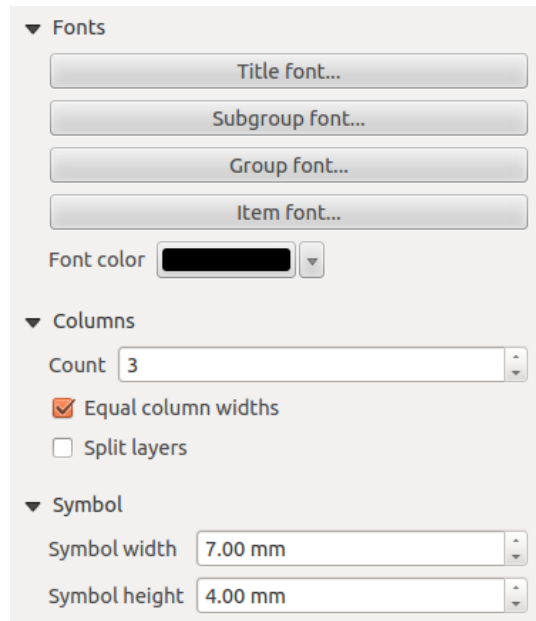 Fonts
Title font...
Subgroup font...
Group font...
Item font...
Font color
Columns
Count 3
Equal column widths
Split layers
Symbol
Symbol width 7.00 mm
Symbol height 4.00 mm